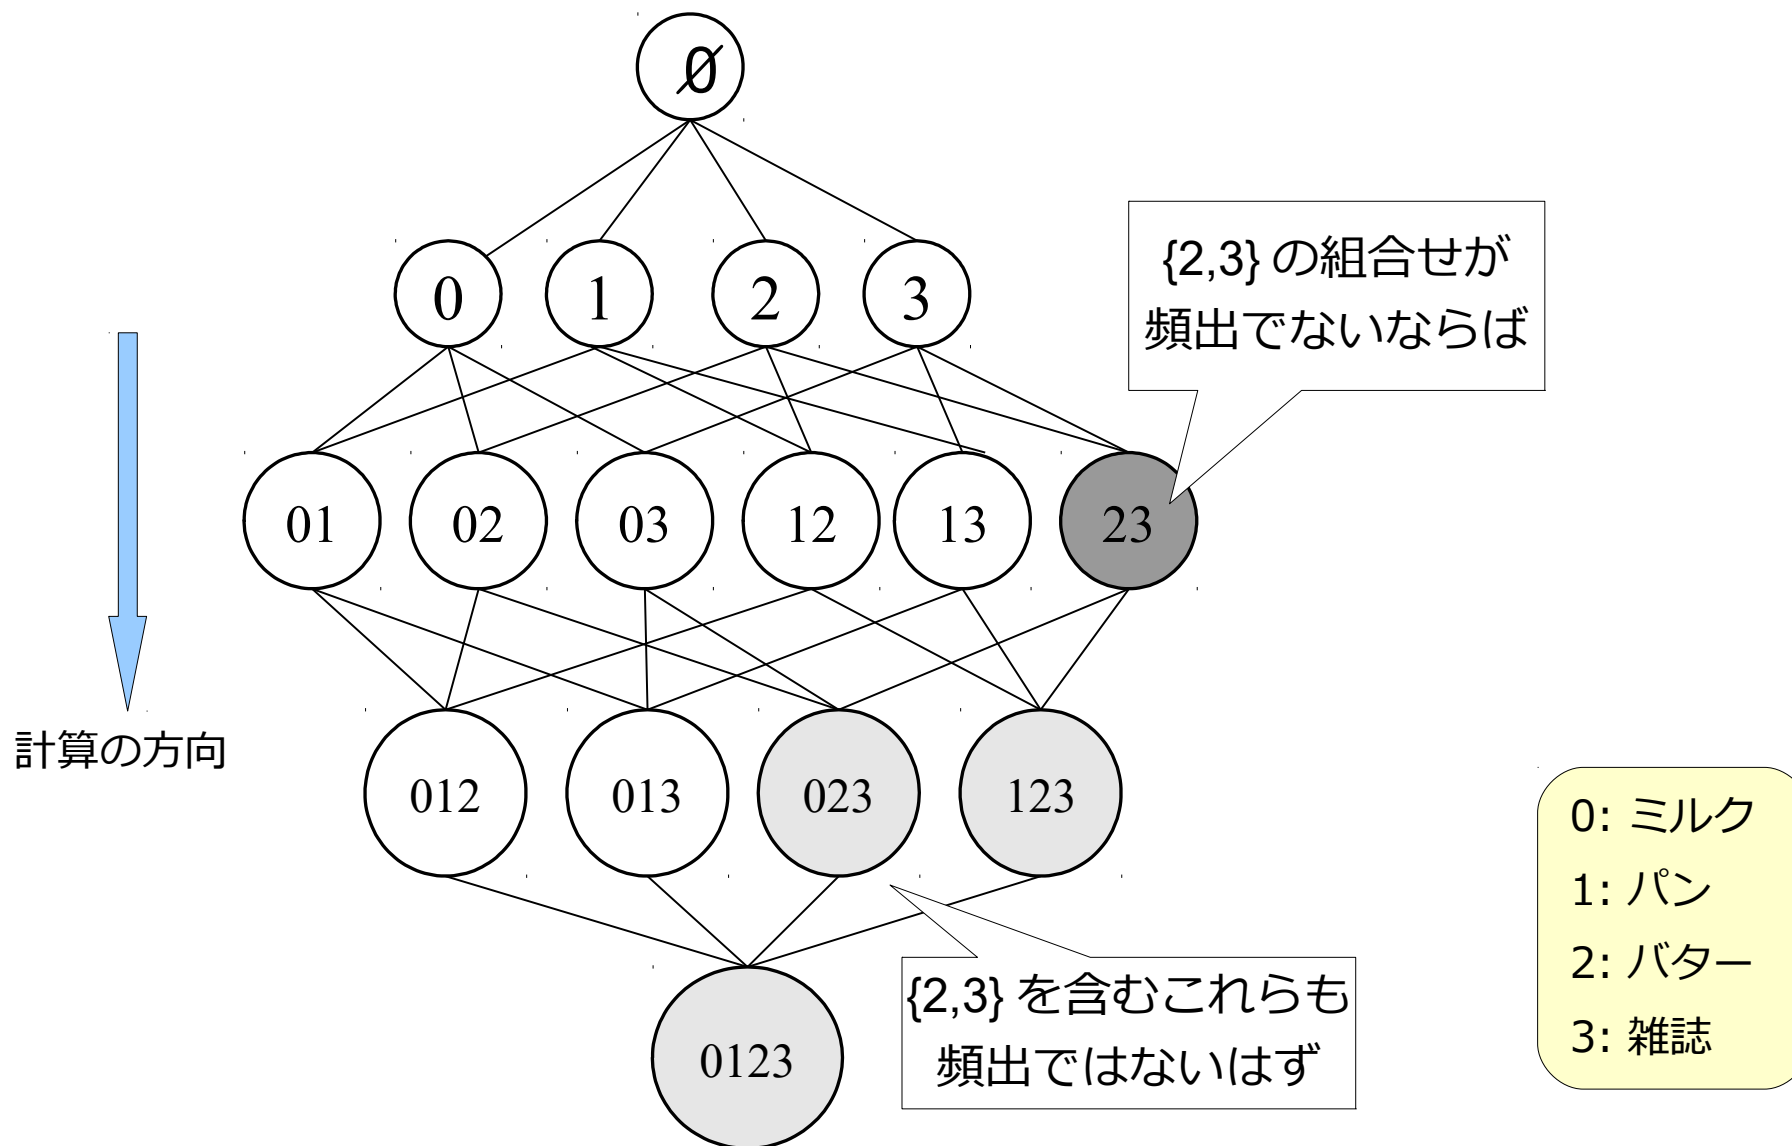 Ø
0 1 2 3
{2,3} の組合せが
頻出でないならば
01 02 03 12 13 23
計算の方向
012 013 023 123
{2,3} を含むこれらも
頻出ではないはず
0123
0: ミルク
1: パン
2: バター
3: 雑誌